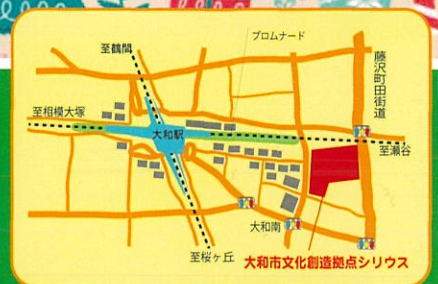 プロムナード
至鶴間
藤沢町田街道
至相模大塚
大和駅
至瀬谷
大和南
至桜ヶ丘
大和市文化創造拠点シリウス